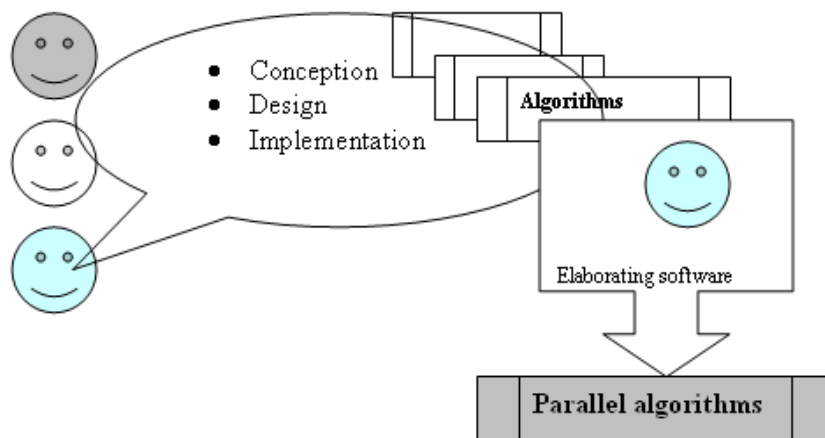 • Conception
• Design
• Implementation
Algorithms
Elaborating software
Parallel algorithms